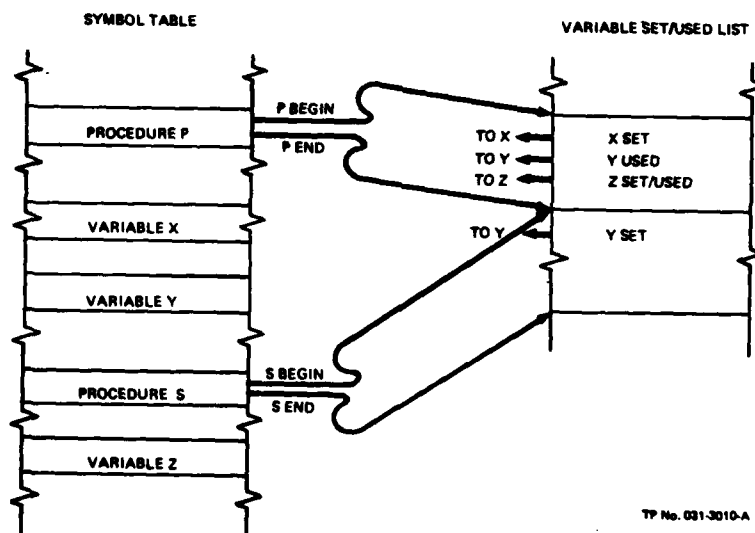 SYMBOL TABLE
VARIABLE SET/USED LIST
P BEGIN
PROCEDURE P
P END
TO X
X SET
TO Y
Y USED
TO Z
Z SET/USED
VARIABLE X
TO Y
Y SET
VARIABLE Y
S BEGIN
PROCEDURE S
S END
VARIABLE Z
TP No. 031-3010-A